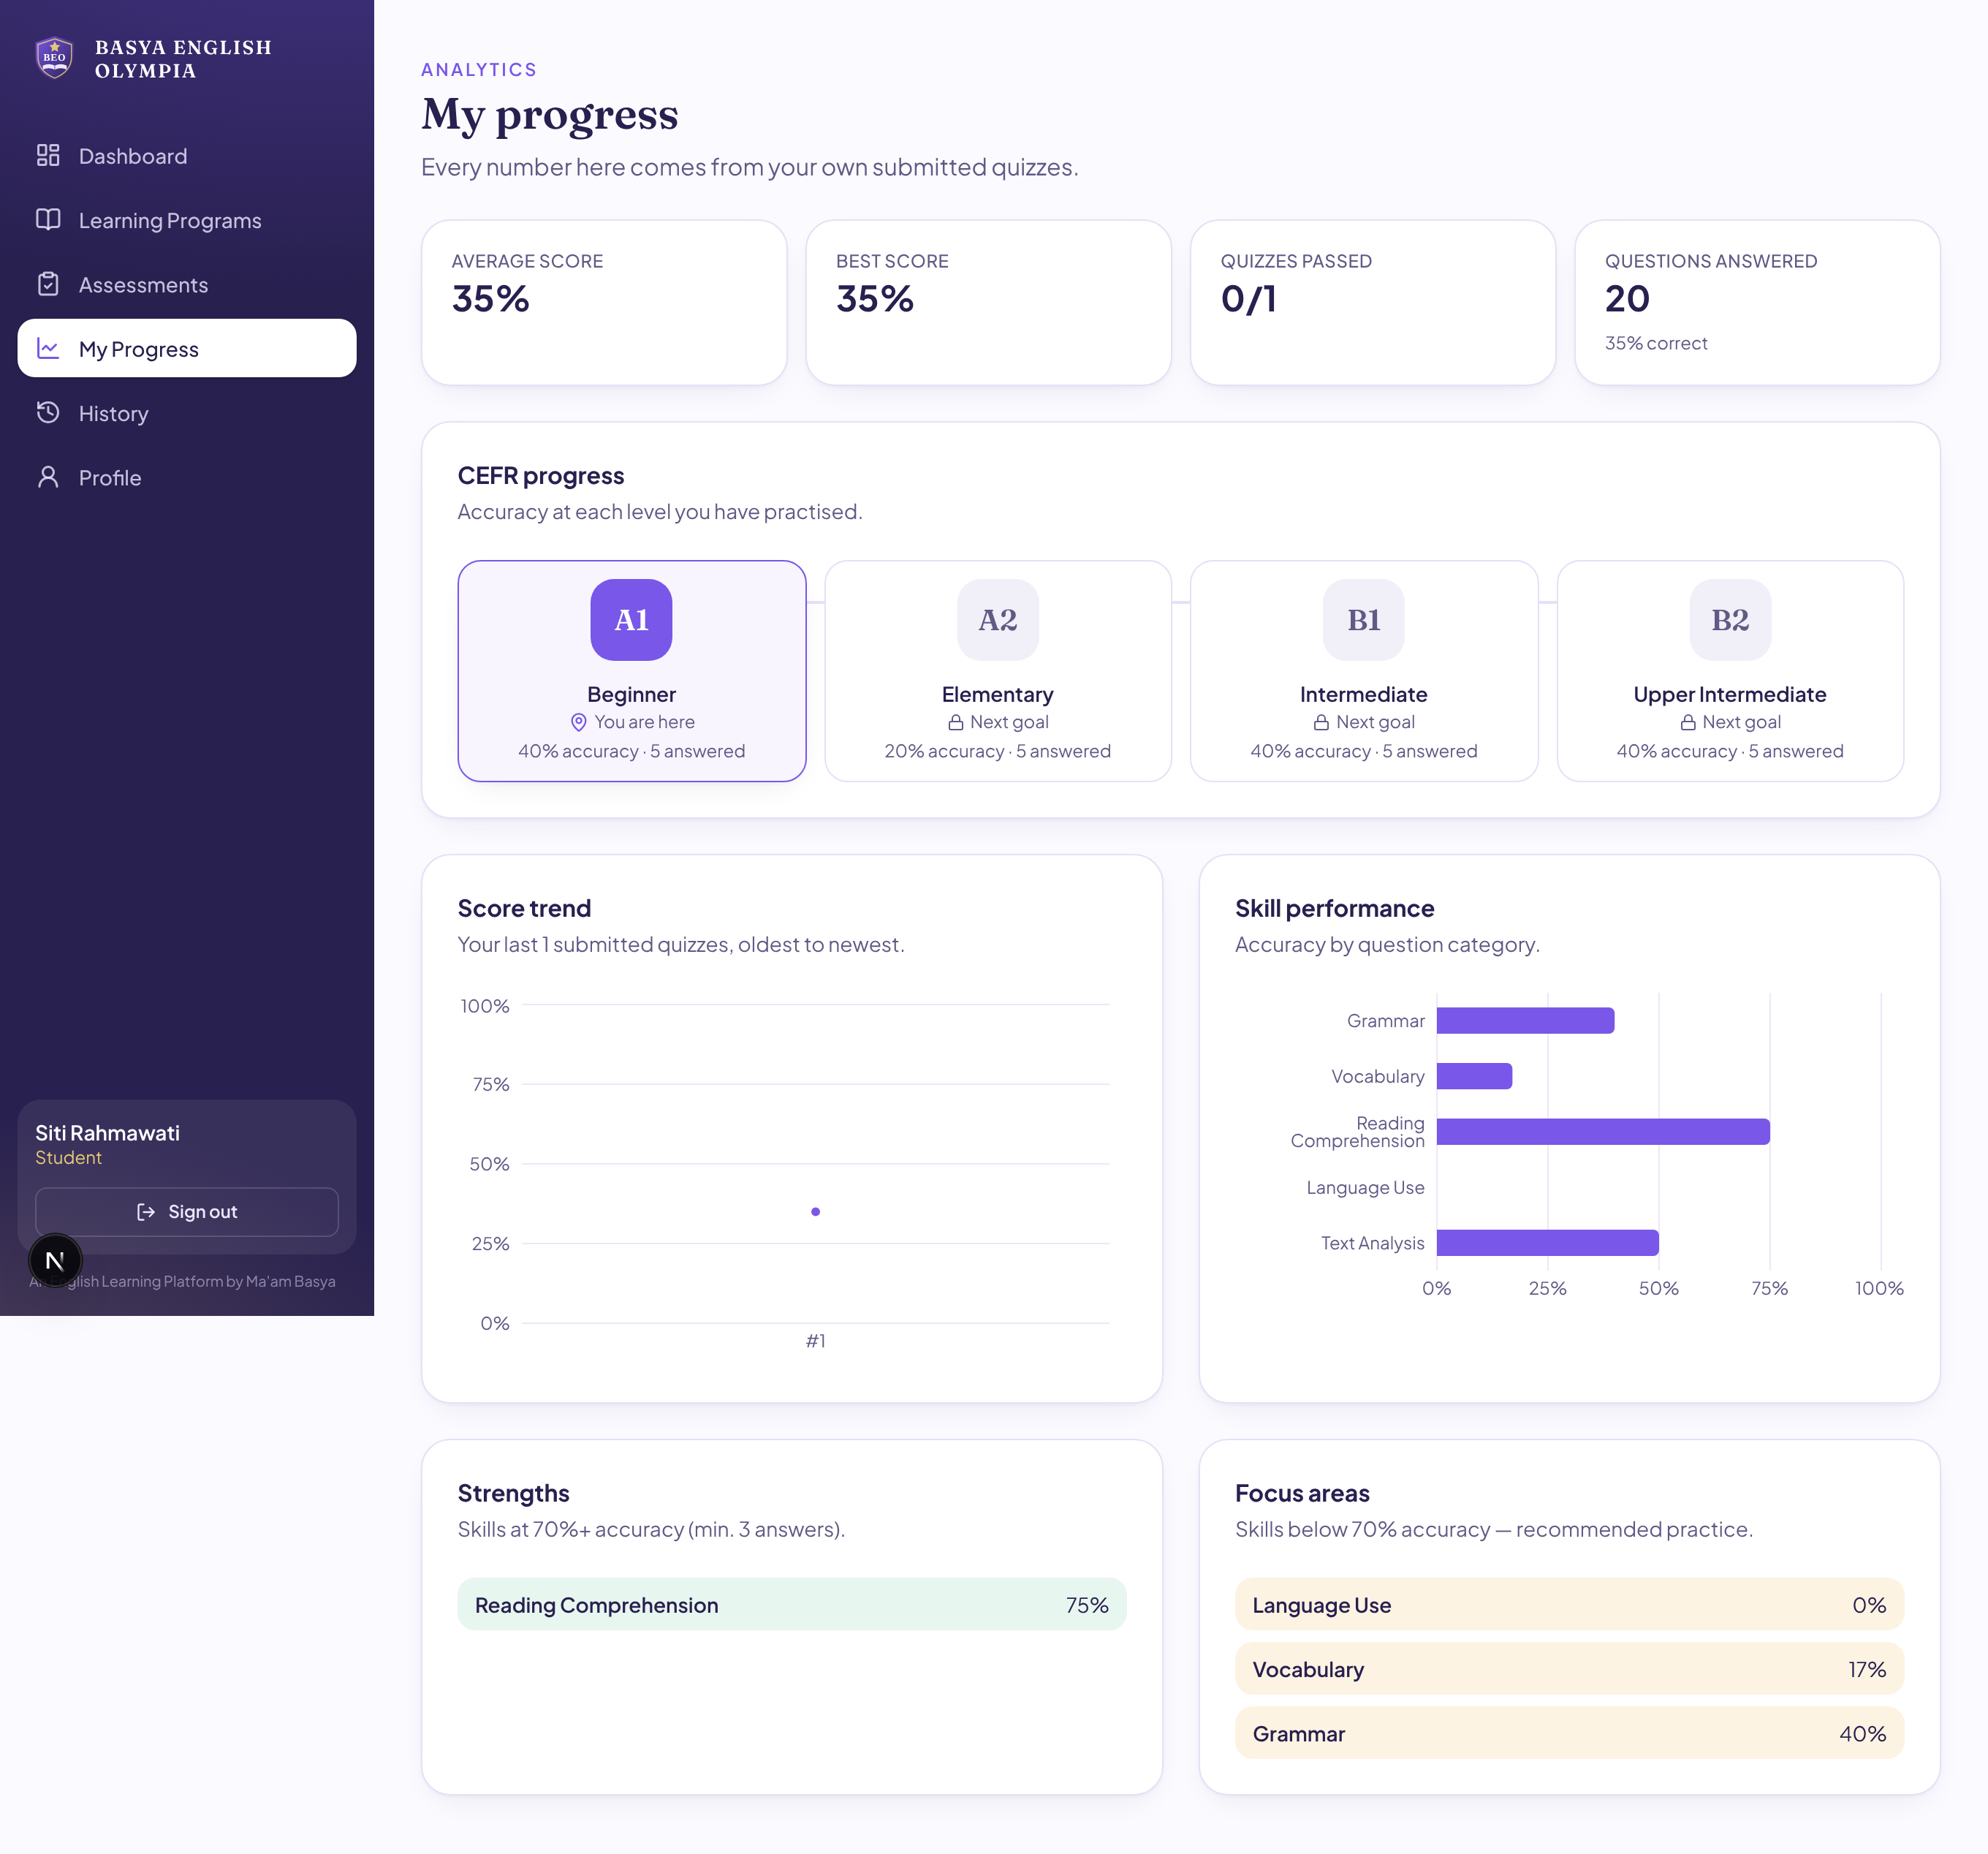 BEO
BASYA ENGLISH
OLYMPIA
Dashboard
Learning Programs
Assessments
My Progress
History
Profile
Siti Rahmawati
Student
Sign out
N
English Learning Platform by Ma'am Basya
ANALYTICS
My progress
Every number here comes from your own submitted quizzes.
AVERAGE SCORE
35%
BEST SCORE
35%
QUIZZES PASSED
0/1
QUESTIONS ANSWERED
20
35% correct
CEFR progress
Accuracy at each level you have practised.
A1
Beginner
You are here
40% accuracy · 5 answered
A2
Elementary
Next goal
20% accuracy · 5 answered
B1
Intermediate
Next goal
40% accuracy · 5 answered
B2
Upper Intermediate
Next goal
40% accuracy · 5 answered
Score trend
Your last 1 submitted quizzes, oldest to newest.
100%
75%
50%
25%
0%
#1
Skill performance
Accuracy by question category.
Grammar
Vocabulary
Reading
Comprehension
Language Use
Text Analysis
0% 25% 50% 75% 100%
Strengths
Skills at 70%+ accuracy (min. 3 answers).
Reading Comprehension 75%
Focus areas
Skills below 70% accuracy — recommended practice.
Language Use 0%
Vocabulary 17%
Grammar 40%